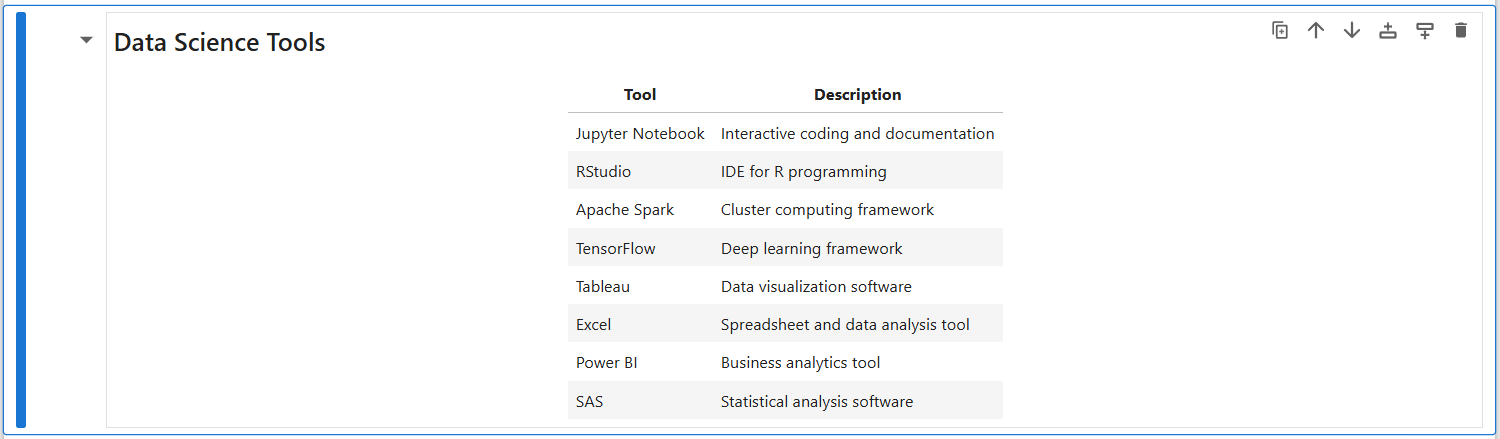 Data Science Tools
Tool Description
Jupyter Notebook Interactive coding and documentation
RStudio IDE for R programming
Apache Spark Cluster computing framework
TensorFlow Deep learning framework
Tableau Data visualization software
Excel Spreadsheet and data analysis tool
Power BI Business analytics tool
SAS Statistical analysis software